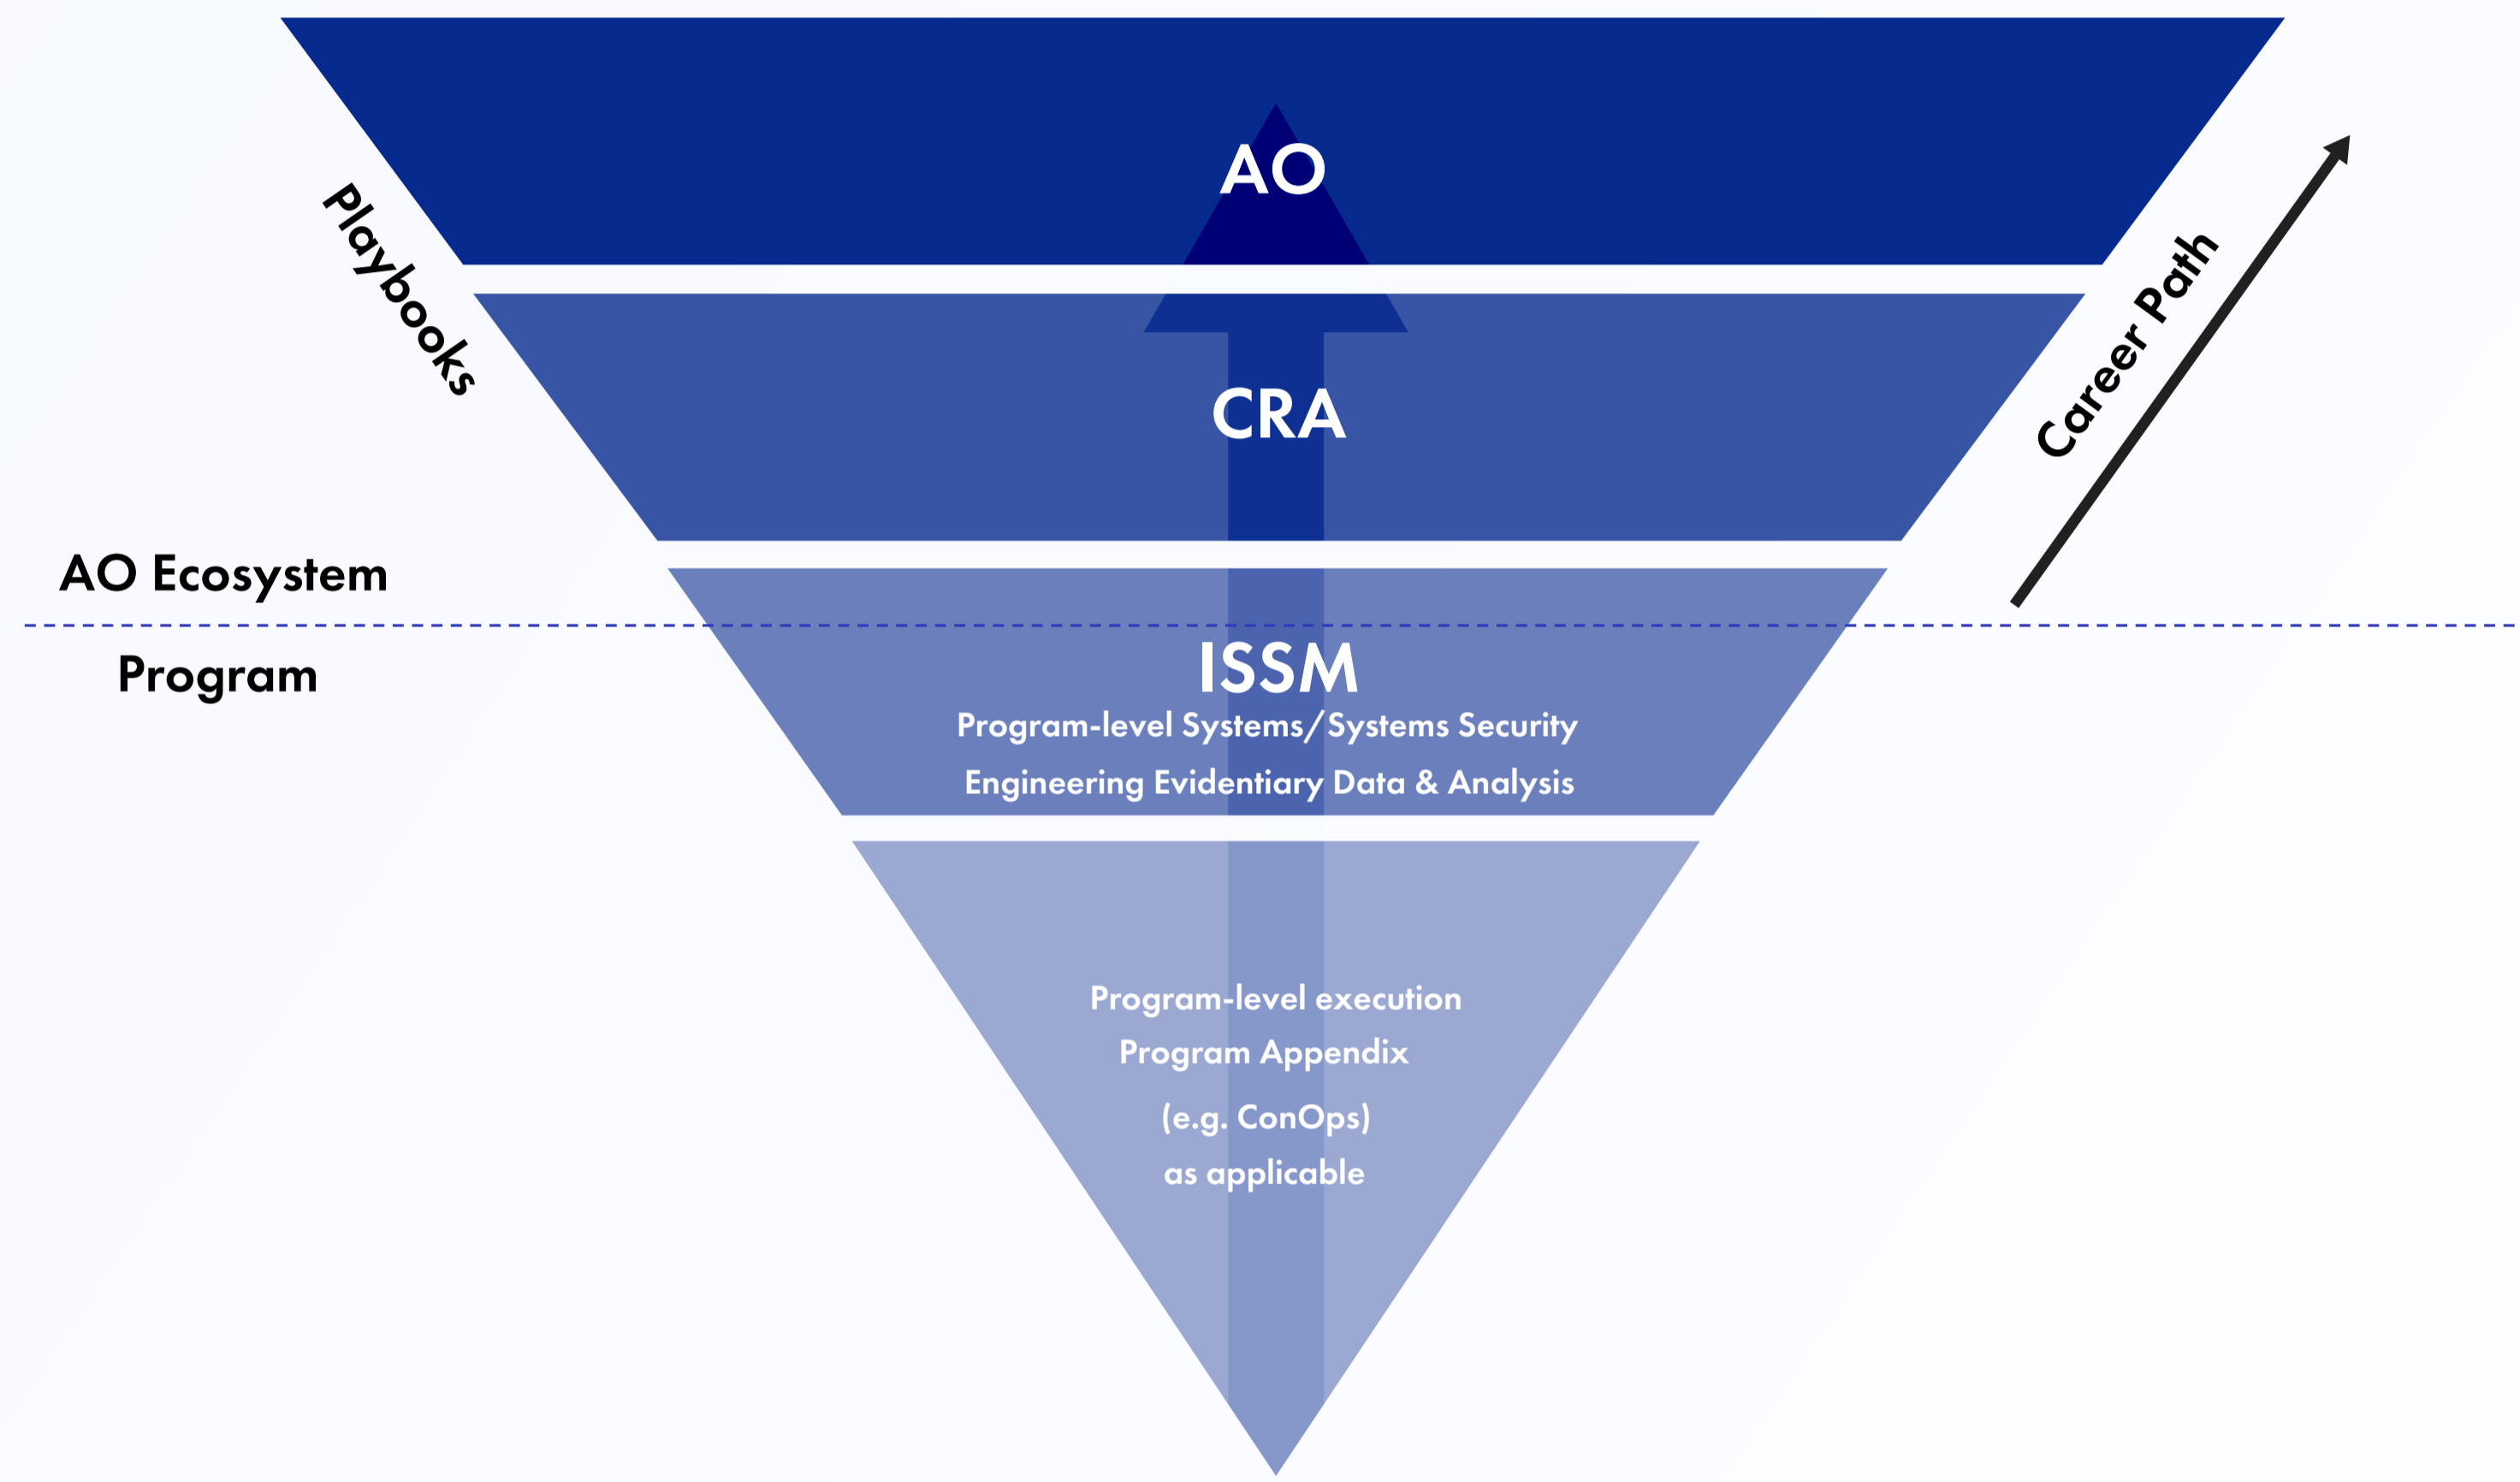 AO
Playbooks
Career Path
CRA
AO Ecosystem
Program
ISSM
Program-level Systems/Systems Security
Engineering Evidentiary Data & Analysis
Program-level execution
Program Appendix
(e.g. ConOps)
as applicable